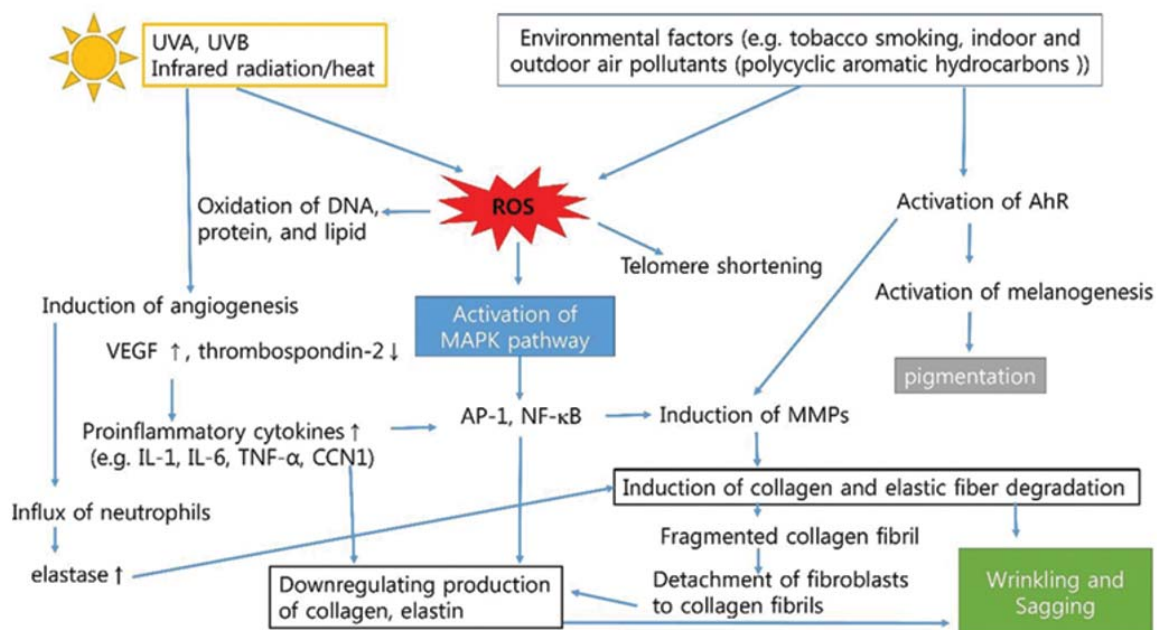 UVA, UVB
Infrared radiation/heat
Environmental factors (e.g. tobacco smoking, indoor and
outdoor air pollutants (polycyclic aromatic hydrocarbons ))
ROS
Oxidation of DNA,
protein, and lipid
Activation of AhR
Telomere shortening
Induction of angiogenesis
Activation of
MAPK pathway
Activation of melanogenesis
VEGF ↑, thrombospondin-2↓
pigmentation
Proinflammatory cytokines↑
(e.g. IL-1, IL-6, TNF-α, CCN1)
AP-1, NF-κB
Induction of MMPs
Induction of collagen and elastic fiber degradation
Influx of neutrophils
Fragmented collagen fibril
elastase↑
Downregulating production
of collagen, elastin
Detachment of fibroblasts
to collagen fibrils
Wrinkling and
Sagging